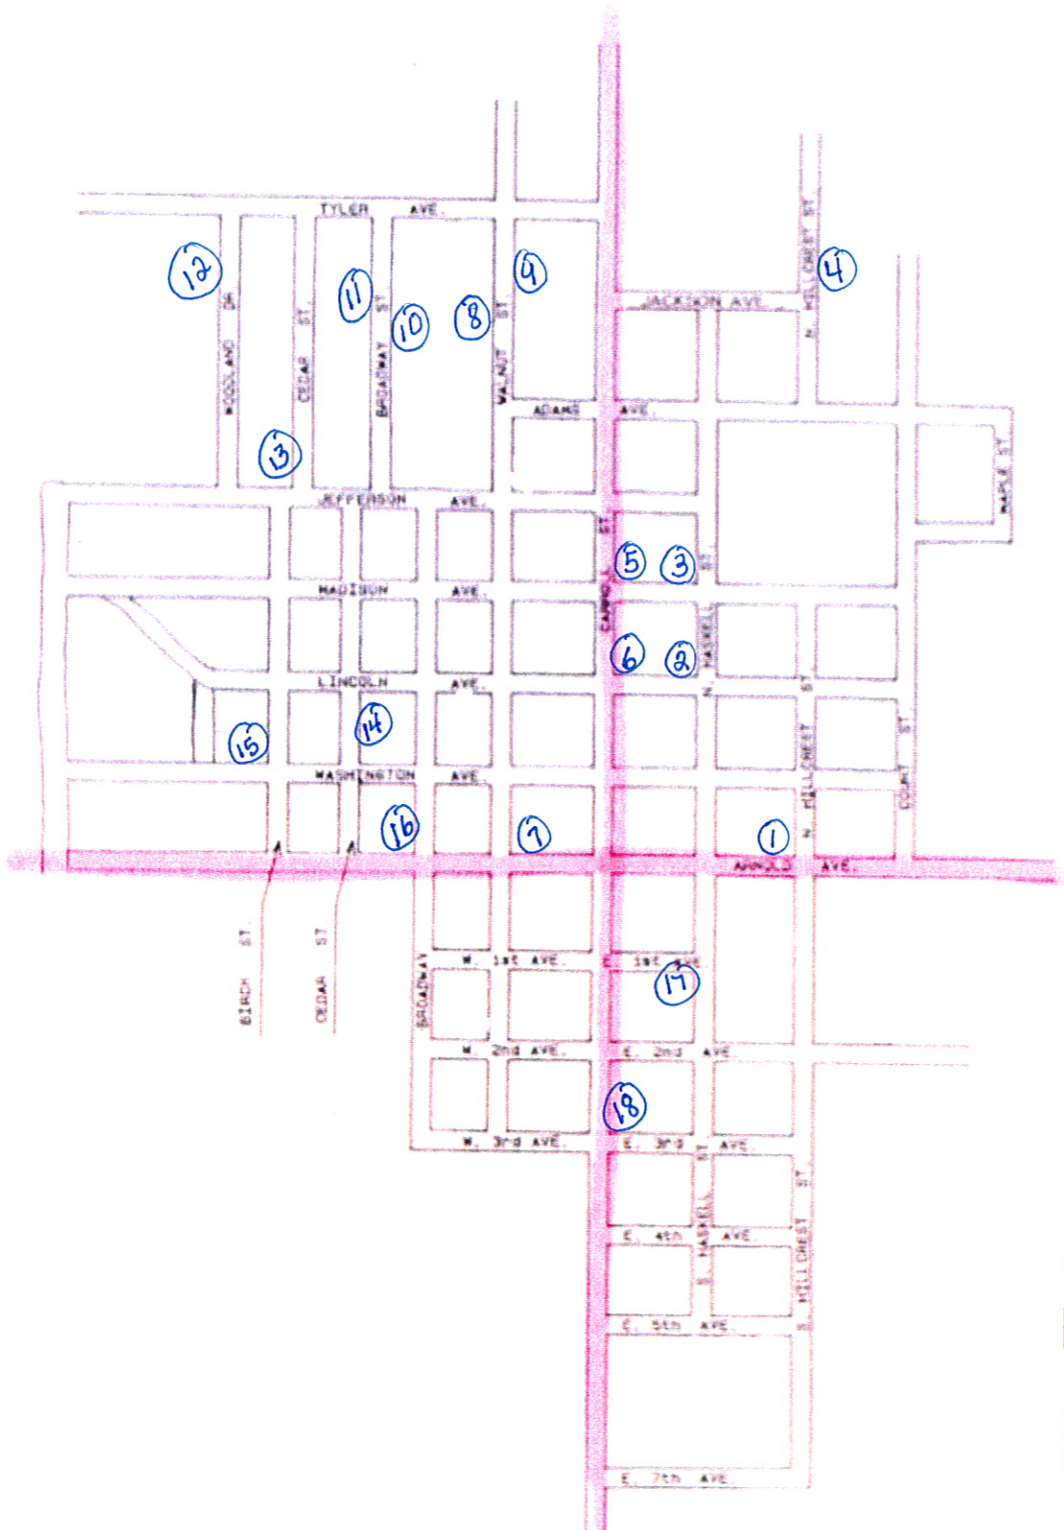 TYLER AVE.
12
11
10
8
9
4
N. HILLCREST ST.
JACKSON AVE.
WOODLAND DR
CEDAR ST.
BROADWAY ST
WALNUT ST.
ADAMS AVE.
MAPLE ST.
13
JEFFERSON AVE.
CARROLL ST
5
3
MADISON AVE.
N. HASKELL ST.
6
2
LINCOLN AVE.
14
15
N HILLCREST ST.
COURT ST.
WASHINGTON AVE
16
7
1
ARNOLD AVE.
BIRCH ST.
CEDAR ST
BROADWAY
W. 1st AVE.
E. 1st AVE.
17
W. 2nd AVE.
E. 2nd AVE.
18
W. 3rd AVE.
E. 3rd AVE.
S. HASKELL ST
S. HILLCREST ST.
E. 4th AVE.
E. 5th AVE.
E. 7th AVE.